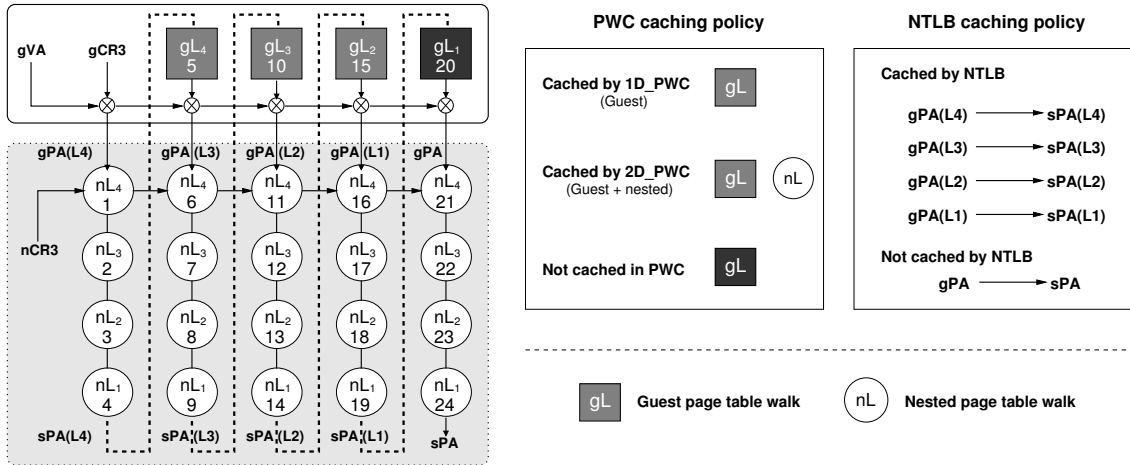 gVA
gCR3
gL4
5
gL3
10
gL2
15
gL1
20
gPA(L4)
gPA(L3)
gPA(L2)
gPA(L1)
gPA
nL4
1
nL4
6
nL4
11
nL4
16
nL4
21
nCR3
nL3
2
nL3
7
nL3
12
nL3
17
nL3
22
nL2
3
nL2
8
nL2
13
nL2
18
nL2
23
nL1
4
nL1
9
nL1
14
nL1
19
nL1
24
sPA(L4)
sPA(L3)
sPA(L2)
sPA(L1)
sPA
PWC caching policy
Cached by 1D_PWC
(Guest)
gL
Cached by 2D_PWC
(Guest + nested)
gL
nL
Not cached in PWC
gL
NTLB caching policy
Cached by NTLB
gPA(L4) sPA(L4)
gPA(L3) sPA(L3)
gPA(L2) sPA(L2)
gPA(L1) sPA(L1)
Not cached by NTLB
gPA sPA
gL Guest page table walk
nL Nested page table walk